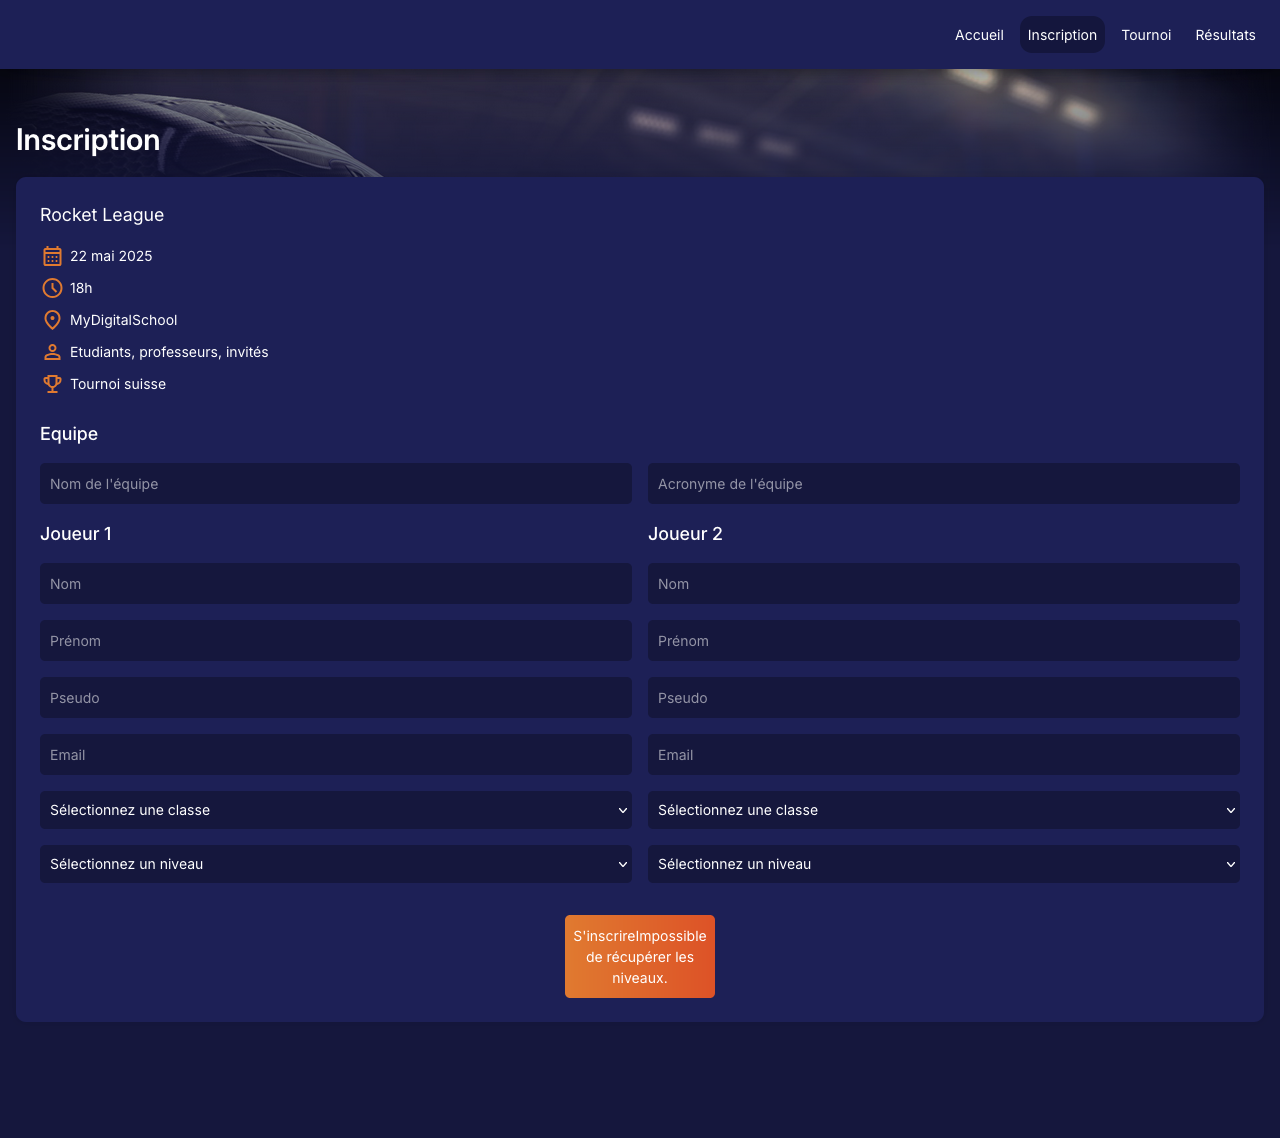 Accueil
Inscription
Tournoi
Résultats
Inscription
Rocket League
22 mai 2025
18h
MyDigitalSchool
Etudiants, professeurs, invités
Tournoi suisse
Equipe
Nom de l'équipe
Acronyme de l'équipe
Joueur 1
Joueur 2
Nom
Nom
Prénom
Prénom
Pseudo
Pseudo
Email
Email
Sélectionnez une classe
Sélectionnez une classe
Sélectionnez un niveau
Sélectionnez un niveau
S'inscrireImpossible
de récupérer les
niveaux.